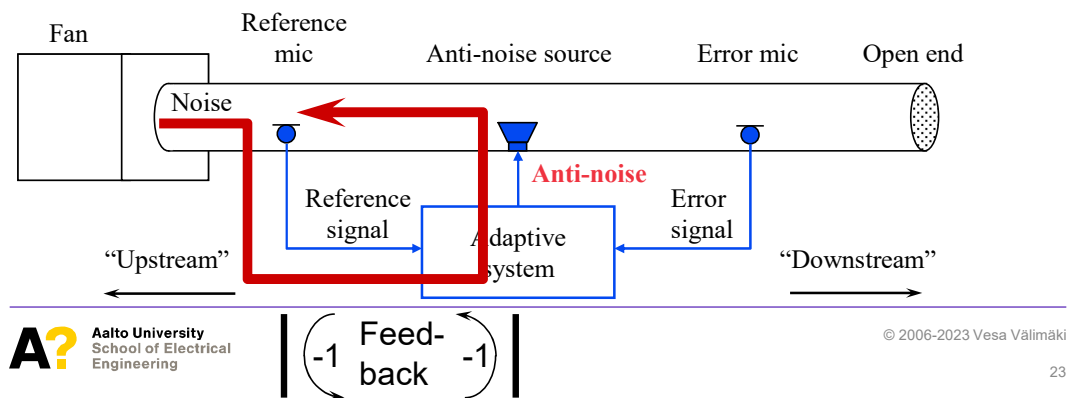 Fan
Reference
mic
Anti-noise source
Error mic
Open end
Noise
Anti-noise
Reference
signal
Adaptive
system
Error
signal
“Upstream”
“Downstream”
A?
Aalto University
School of Electrical
Engineering
-1
Feed-
back
-1
© 2006-2023 Vesa Välimäki
23